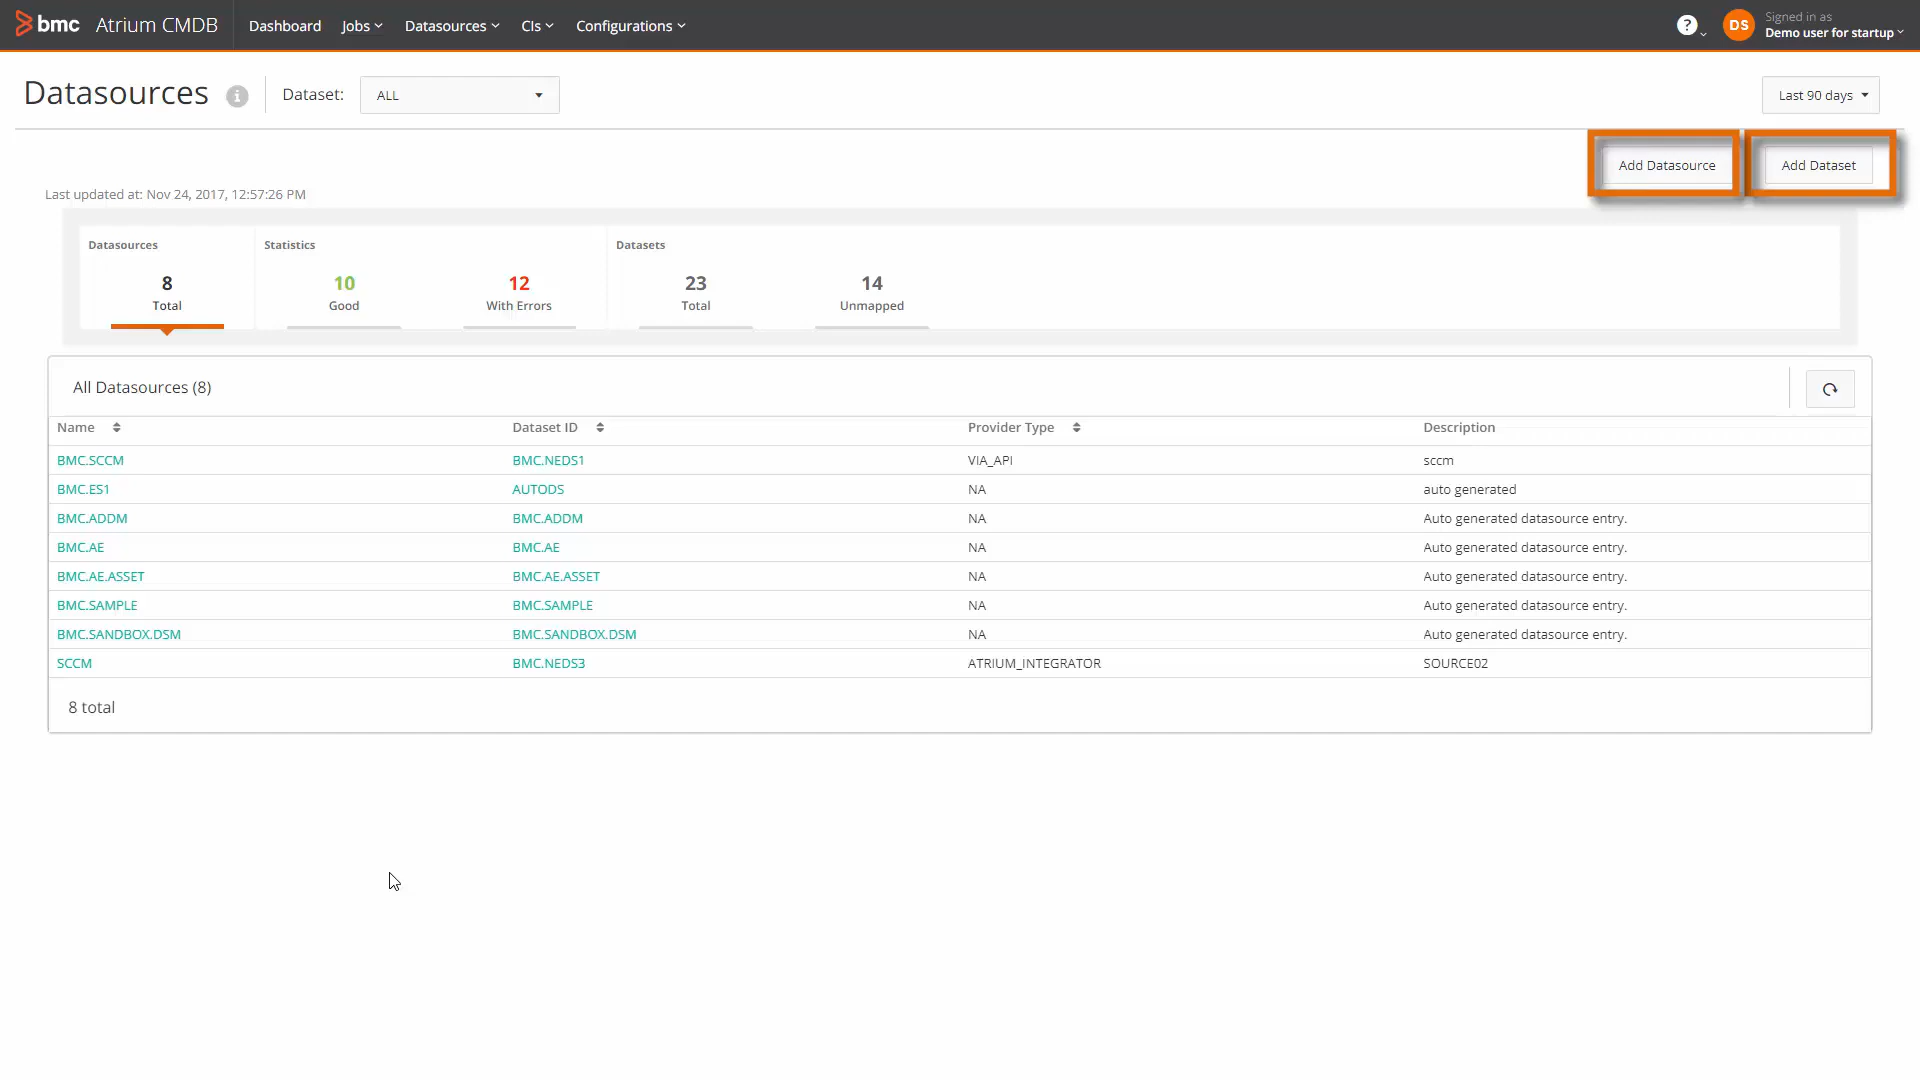 bmc Atrium CMDB Dashboard Jobs Datasources CIs Configurations ? DS Signed in as
Demo user for startup
Datasources i Dataset: ALL Last 90 days
Add Datasource Add Dataset
Last updated at: Nov 24, 2017, 12:57:26 PM
Datasources Statistics Datasets
8 10 12 23 14
Total Good With Errors Total Unmapped
All Datasources (8)
Name Dataset ID Provider Type Description
BMC.SCCM BMC.NEDS1 VIA_API sccm
BMC.ES1 AUTODS NA auto generated
BMC.ADDM BMC.ADDM NA Auto generated datasource entry.
BMC.AE BMC.AE NA Auto generated datasource entry.
BMC.AE.ASSET BMC.AE.ASSET NA Auto generated datasource entry.
BMC.SAMPLE BMC.SAMPLE NA Auto generated datasource entry.
BMC.SANDBOX.DSM BMC.SANDBOX.DSM NA Auto generated datasource entry.
SCCM BMC.NEDS3 ATRIUM_INTEGRATOR SOURCE02
8 total